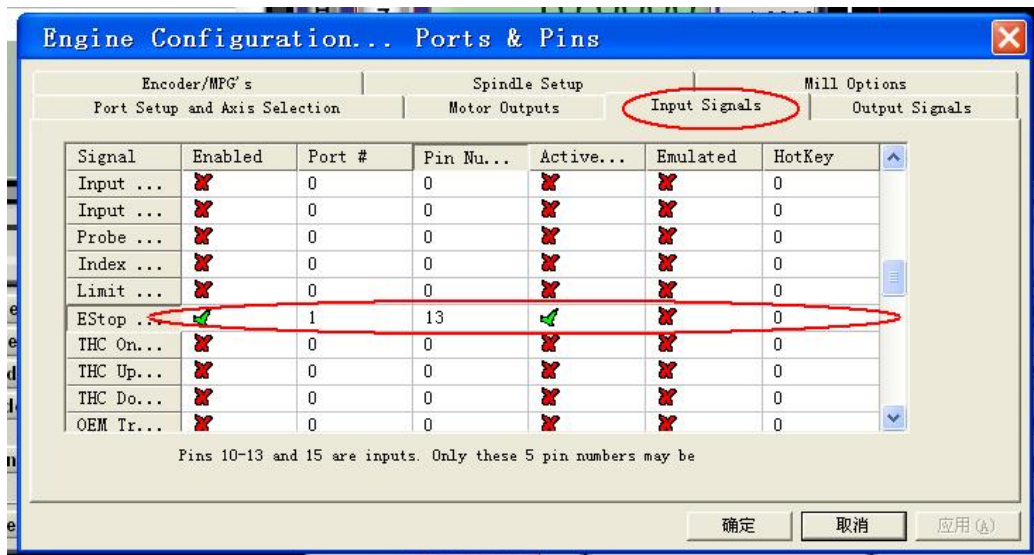 Engine Configuration... Ports & Pins
Encoder/MPG's Spindle Setup Mill Options
Port Setup and Axis Selection Motor Outputs Input Signals Output Signals
Signal Enabled Port # Pin Nu... Active... Emulated HotKey
Input ... 0 0 0
Input ... 0 0 0
Probe ... 0 0 0
Index ... 0 0 0
Limit ... 0 0 0
EStop ... 1 13 0
THC On... 0 0 0
THC Up... 0 0 0
THC Do... 0 0 0
OEM Tr... 0 0 0
Pins 10-13 and 15 are inputs. Only these 5 pin numbers may be
确定 取消 应用(A)